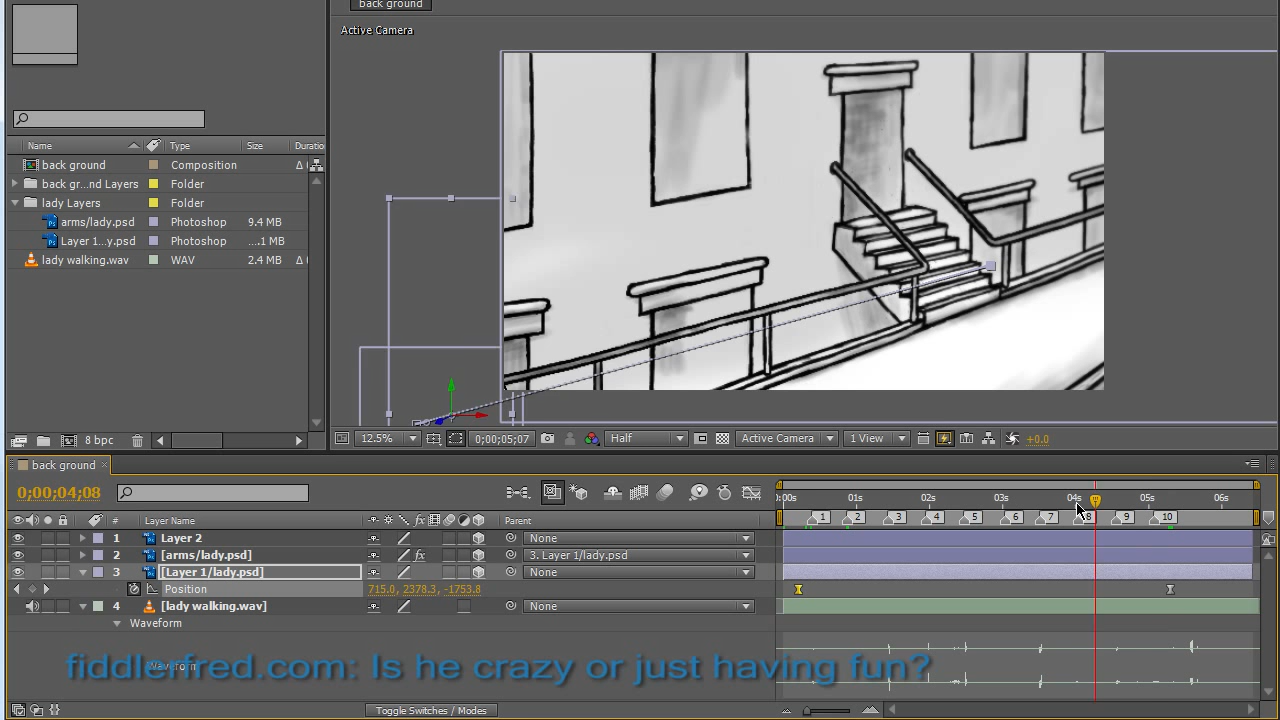 back ground
Active Camera
Name Type Size Dura
back ground Composition
back gr...nd Layers Folder
lady Layers Folder
arms/lady.psd Photoshop 9.4 MB
Layer 1...y.psd Photoshop ....1 MB
lady walking.wav WAV 2.4 MB
8 bpc
12.5% 0;00;05;07 Half Active Camera 1 View +0.0
back ground
0;00;04;08
:00s 01s 02s 03s 04s 05s 06s
1 2 3 4 5 6 7 8 9 10
# Layer Name fx Parent
1 Layer 2 None
2 [arms/lady.psd] fx 3. Layer 1/lady.psd
3 [Layer 1/lady.psd] None
Position 715.0, 2378.3, -1753.8
4 [lady walking.wav] None
Waveform
Waveform
fiddlerfred.com: Is he crazy or just having fun?
Toggle Switches / Modes